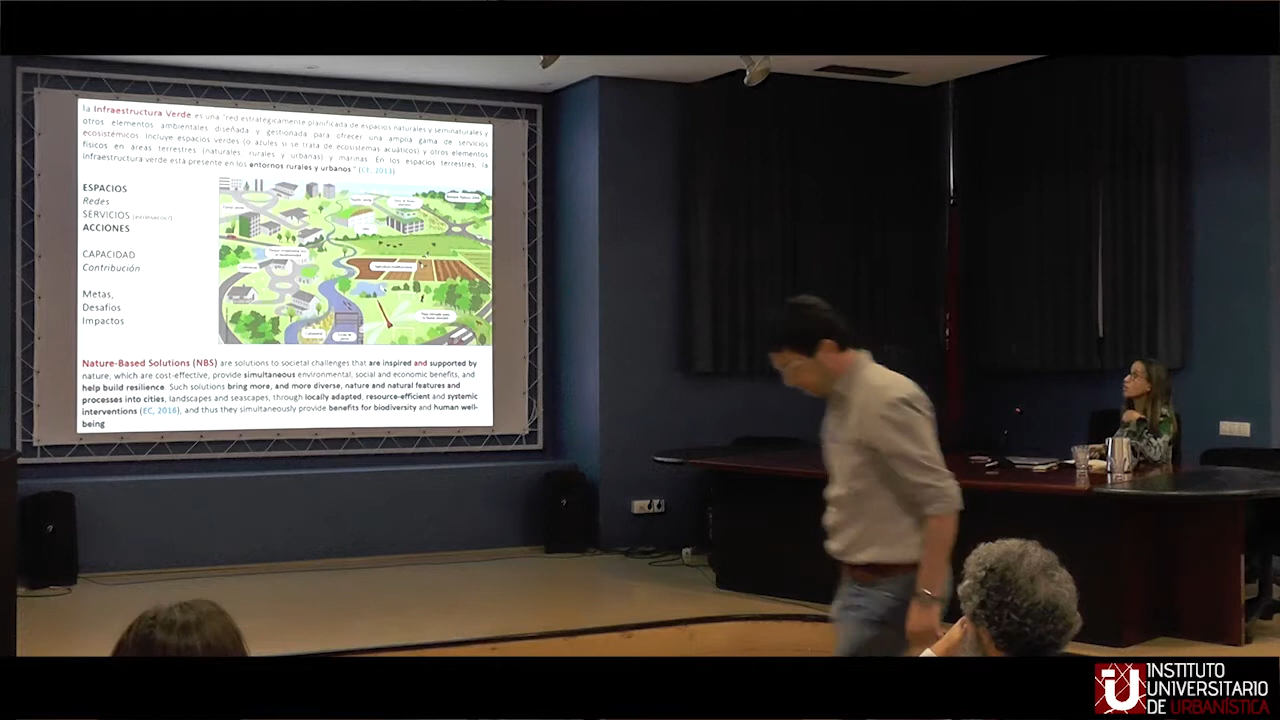 la Infraestructura Verde es una "red estratégicamente planificada de espacios naturales y seminaturales y
otros elementos ambientales diseñada y gestionada para ofrecer una amplia gama de servicios
ecosistémicos. Incluye espacios verdes (o azules si se trata de ecosistemas acuáticos) y otros elementos
físicos en áreas terrestres (naturales, rurales y urbanas) y marinas. En los espacios terrestres, la
infraestructura verde está presente en los entornos rurales y urbanos" (CE, 2013)
ESPACIOS
Redes
SERVICIOS
ACCIONES
CAPACIDAD
Contribución
Metas,
Desafíos
Impactos
Nature-Based Solutions (NBS) are solutions to societal challenges that are inspired and supported by
nature, which are cost-effective, provide simultaneous environmental, social and economic benefits, and
help build resilience. Such solutions bring more, and more diverse, nature and natural features and
processes into cities, landscapes and seascapes, through locally adapted, resource-efficient and systemic
interventions (EC, 2016), and thus they simultaneously provide benefits for biodiversity and human well-
being
INSTITUTO
UNIVERSITARIO
DE URBANÍSTICA